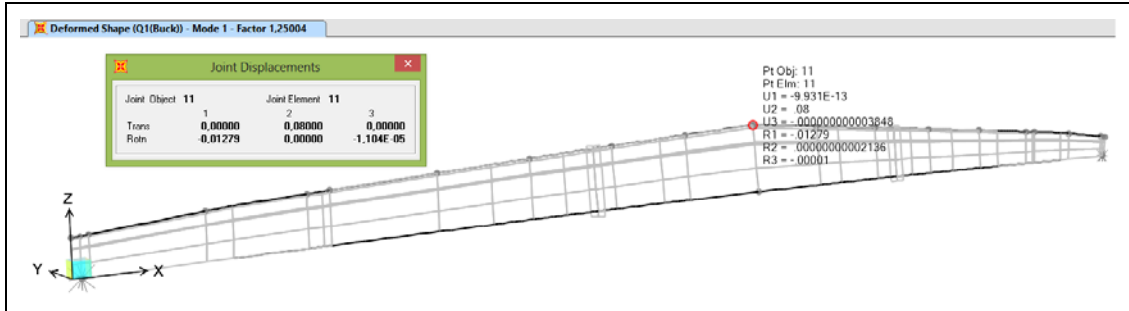 Deformed Shape (Q1(Buck)) - Mode 1 - Factor 1,25004
Joint Displacements
Joint Object 11 Joint Element 11
1 2 3
Trans 0,00000 0,08000 0,00000
Rotn -0,01279 0,00000 -1,104E-05
Pt Obj: 11
Pt Elm: 11
U1 = -9.931E-13
U2 = .08
U3 = -.000000000003848
R1 = -.01279
R2 = .00000000002136
R3 = -.00001
Z
Y
X